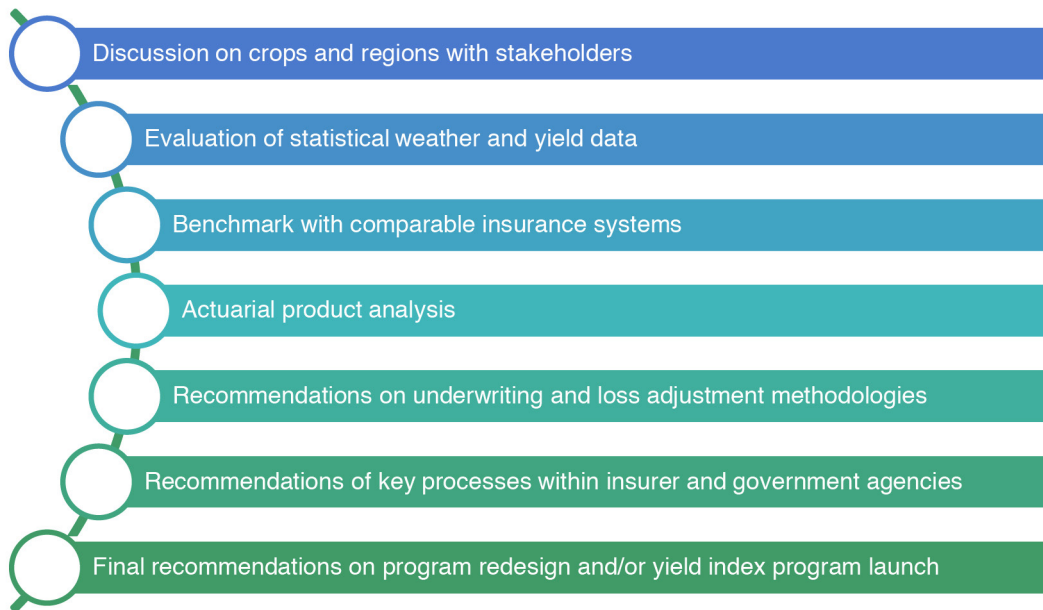 Discussion on crops and regions with stakeholders
Evaluation of statistical weather and yield data
Benchmark with comparable insurance systems
Actuarial product analysis
Recommendations on underwriting and loss adjustment methodologies
Recommendations of key processes within insurer and government agencies
Final recommendations on program redesign and/or yield index program launch